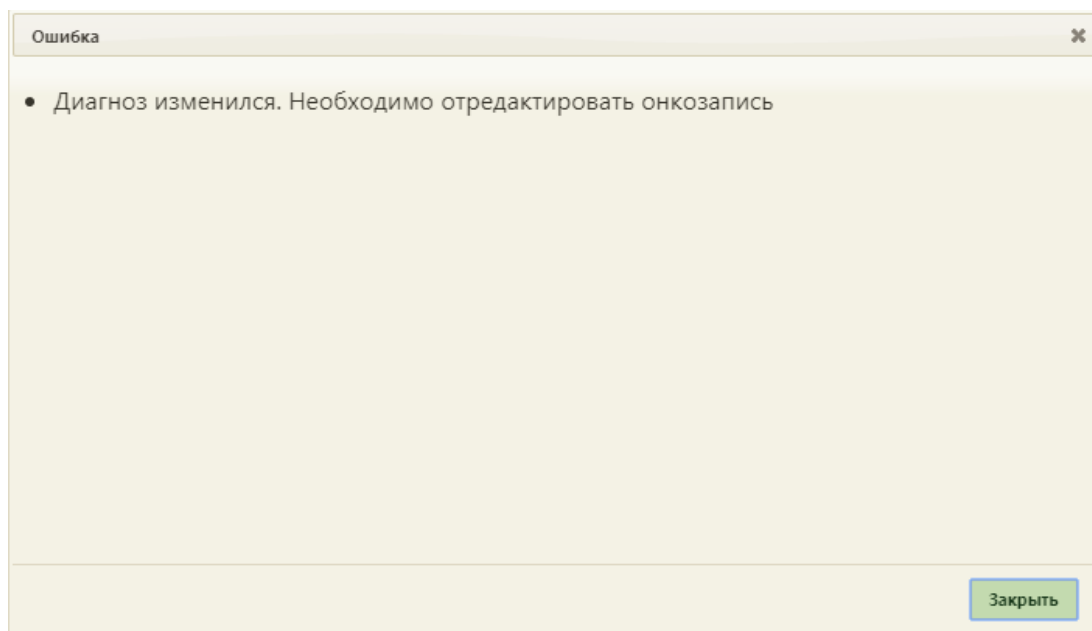 Ошибка
Диагноз изменился. Необходимо отредактировать онкозапись
Закрыть